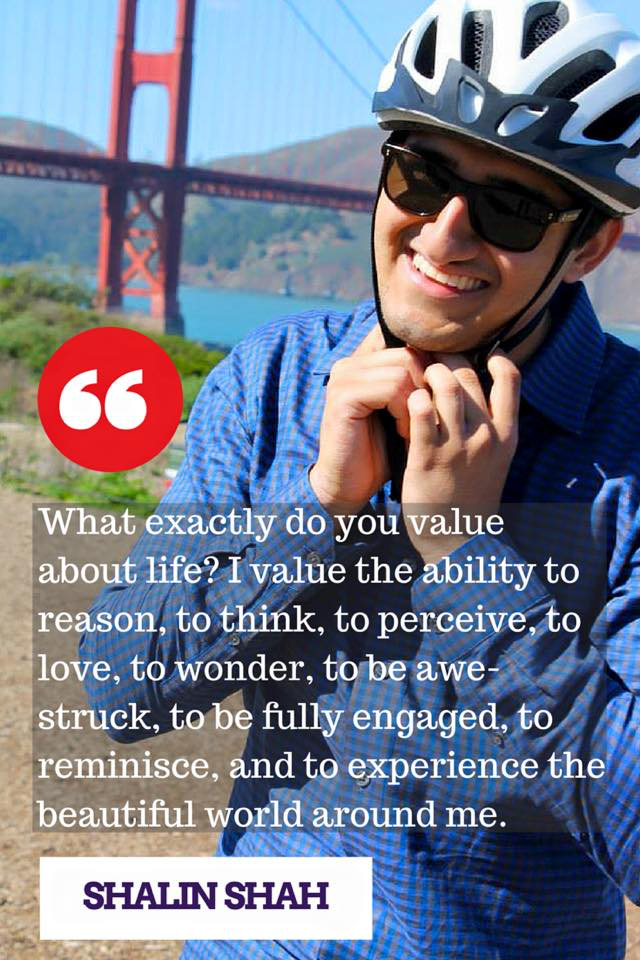 “
What exactly do you value
about life? I value the ability to
reason, to think, to perceive, to
love, to wonder, to be awe-
struck, to be fully engaged, to
reminisce, and to experience the
beautiful world around me.
SHALIN SHAH